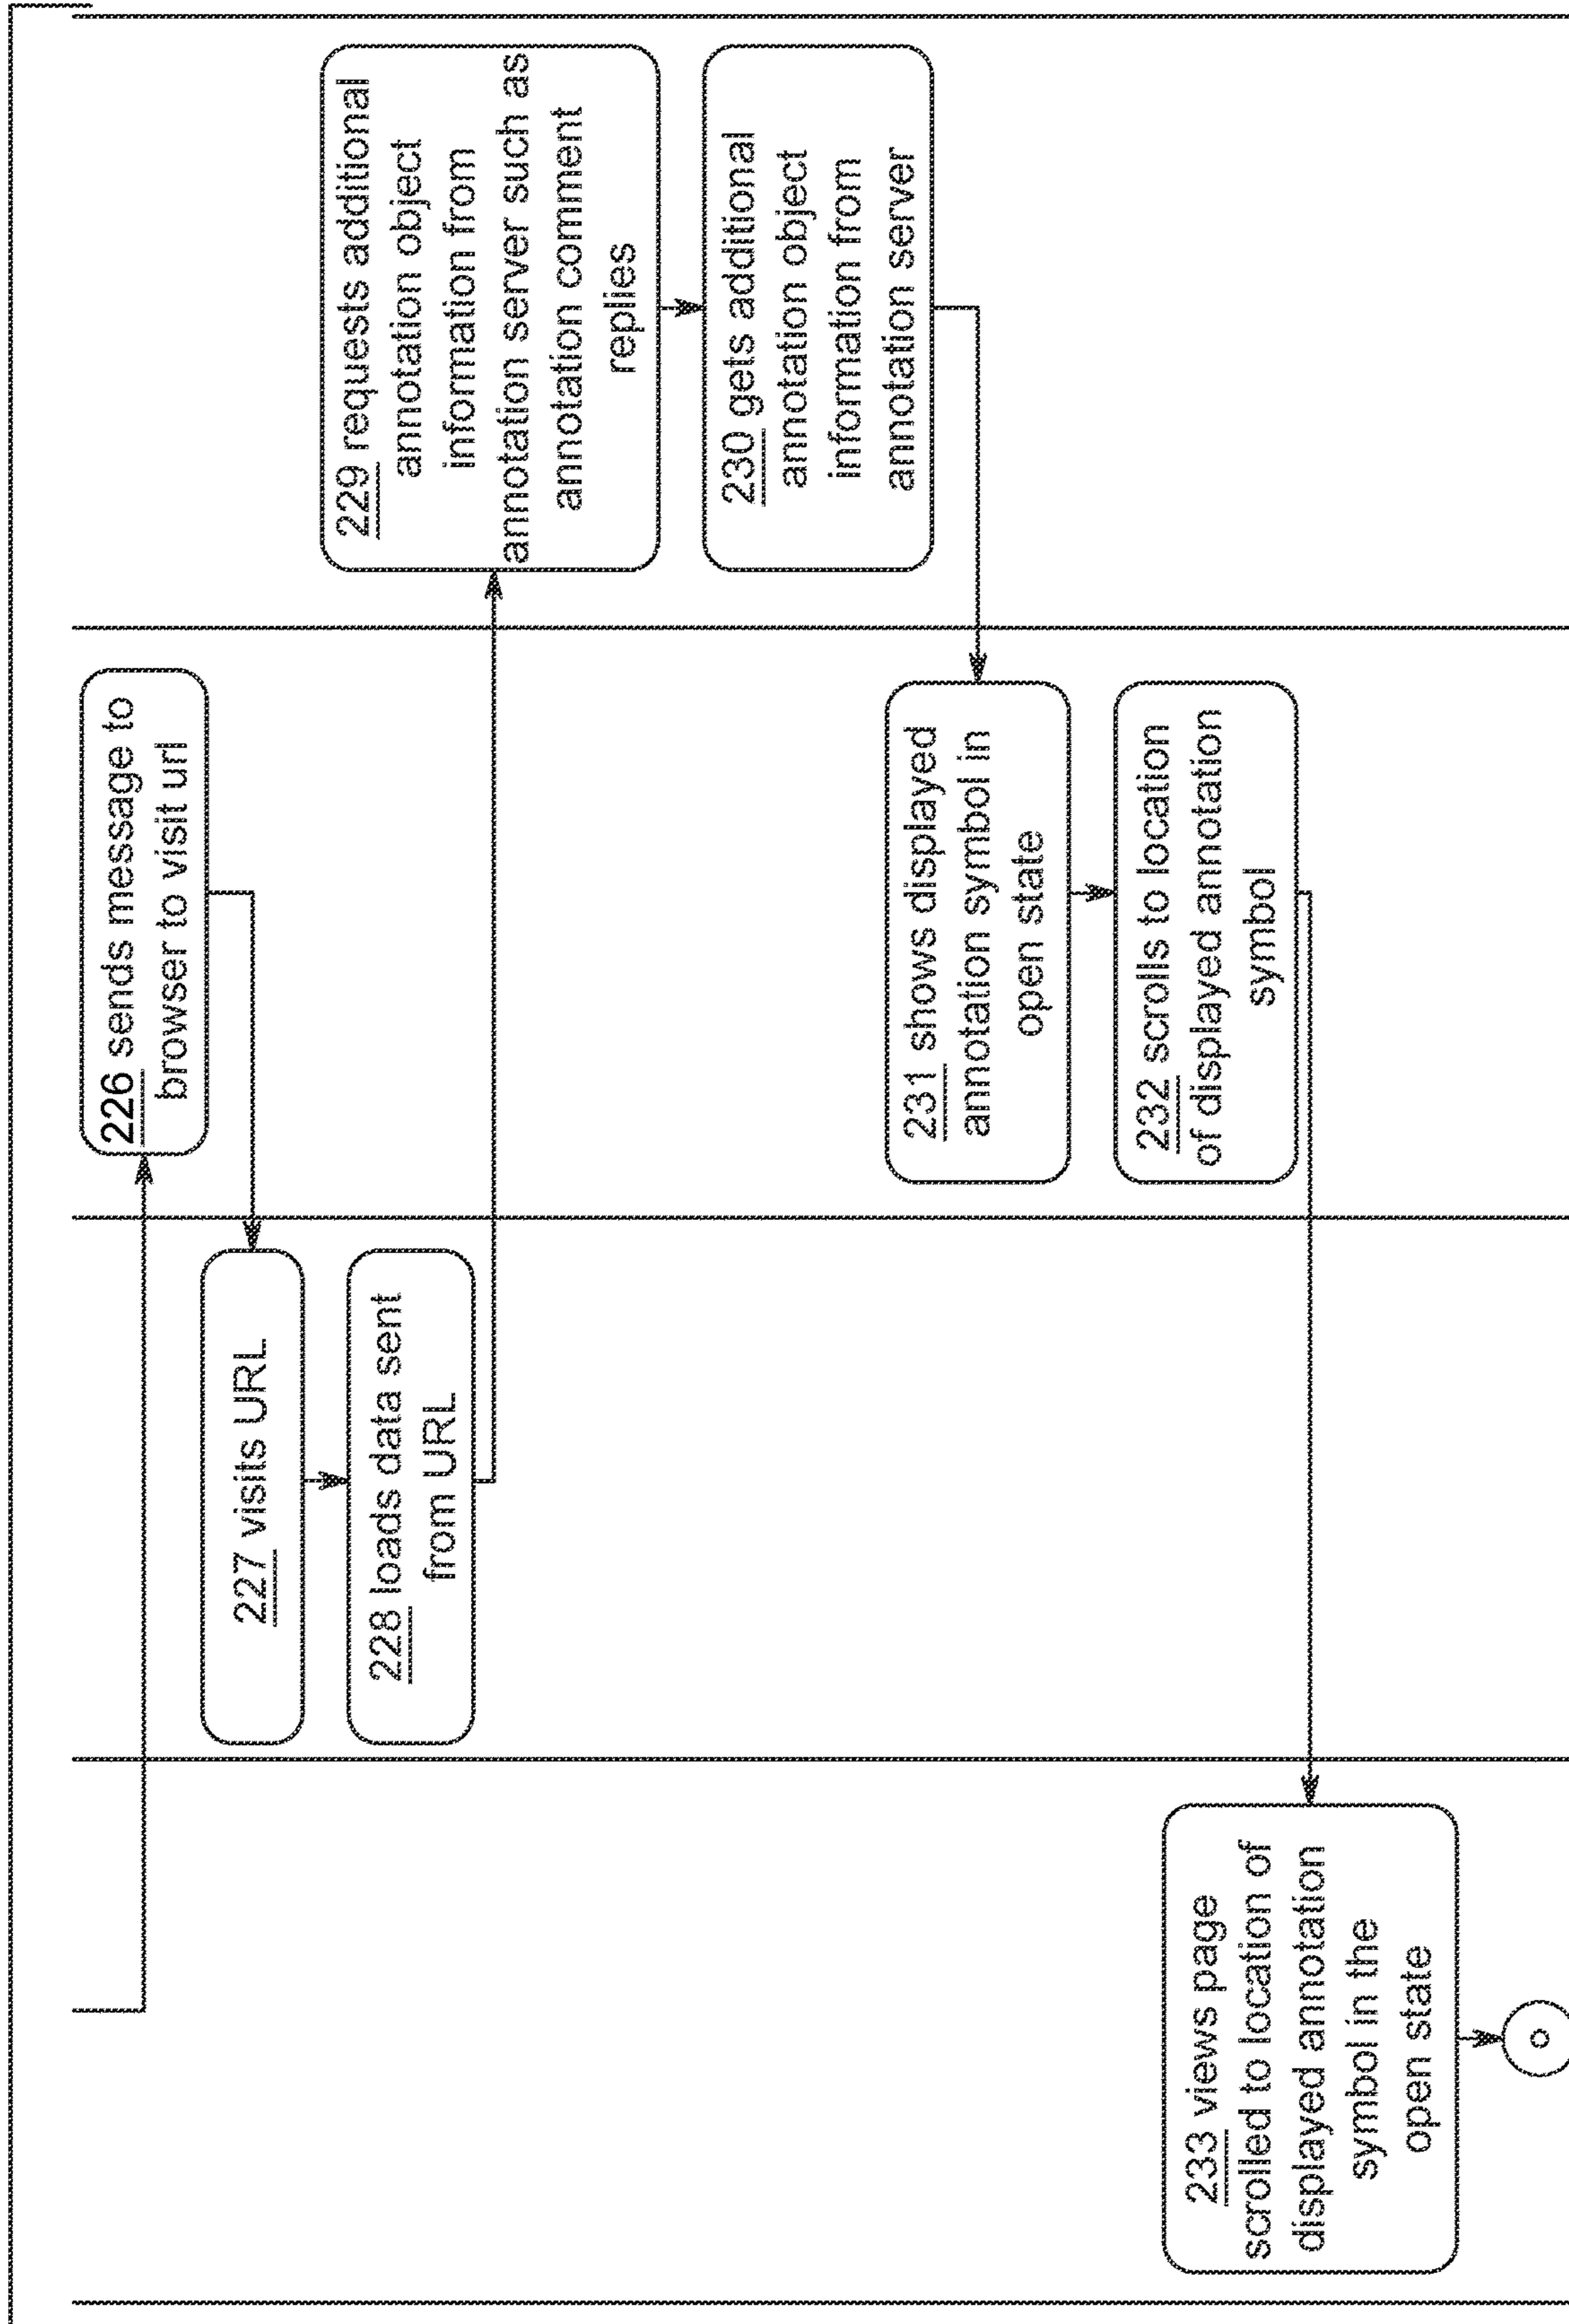 226 sends message to
browser to visit url
227 visits URL
228 loads data sent
from URL
229 requests additional
annotation object
information from
annotation server such as
annotation comment
replies
230 gets additional
annotation object
information from
annotation server
231 shows displayed
annotation symbol in
open state
232 scrolls to location
of displayed annotation
symbol
233 views page
scrolled to location of
displayed annotation
symbol in the
open state